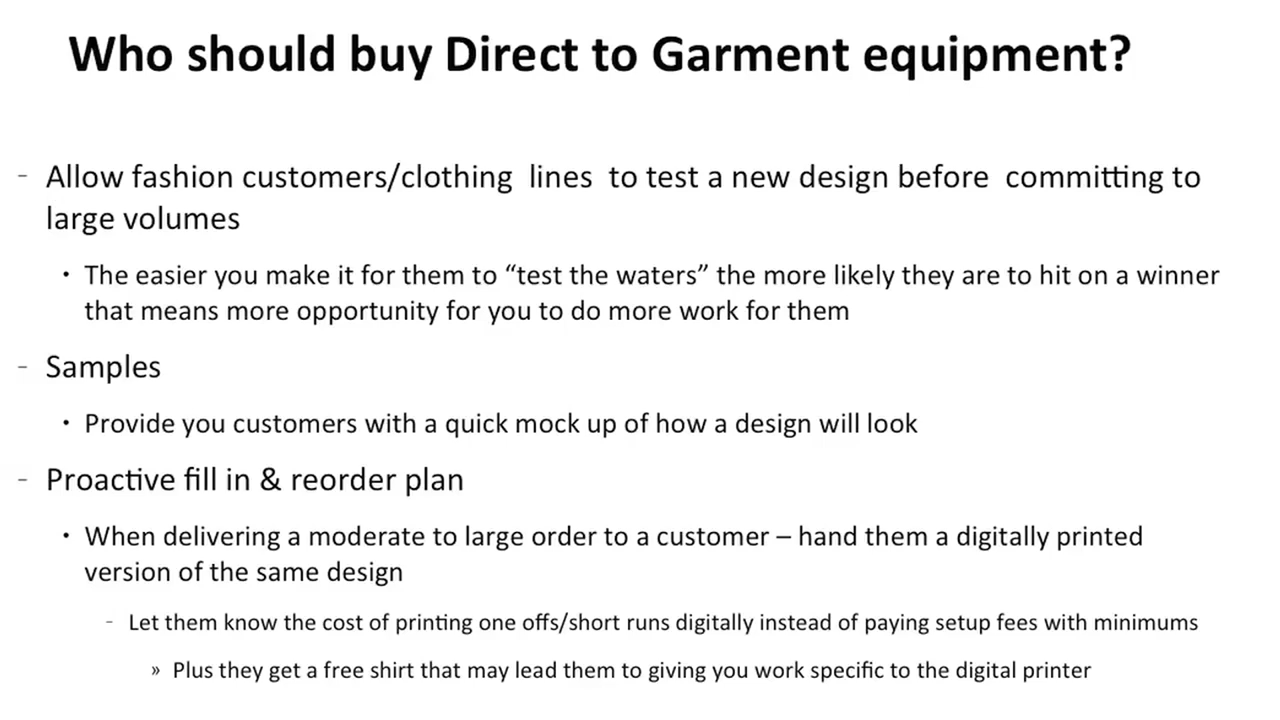 Who should buy Direct to Garment equipment?
- Allow fashion customers/clothing lines to test a new design before committing to
large volumes
• The easier you make it for them to “test the waters” the more likely they are to hit on a winner
that means more opportunity for you to do more work for them
- Samples
• Provide you customers with a quick mock up of how a design will look
- Proactive fill in & reorder plan
• When delivering a moderate to large order to a customer – hand them a digitally printed
version of the same design
- Let them know the cost of printing one offs/short runs digitally instead of paying setup fees with minimums
» Plus they get a free shirt that may lead them to giving you work specific to the digital printer